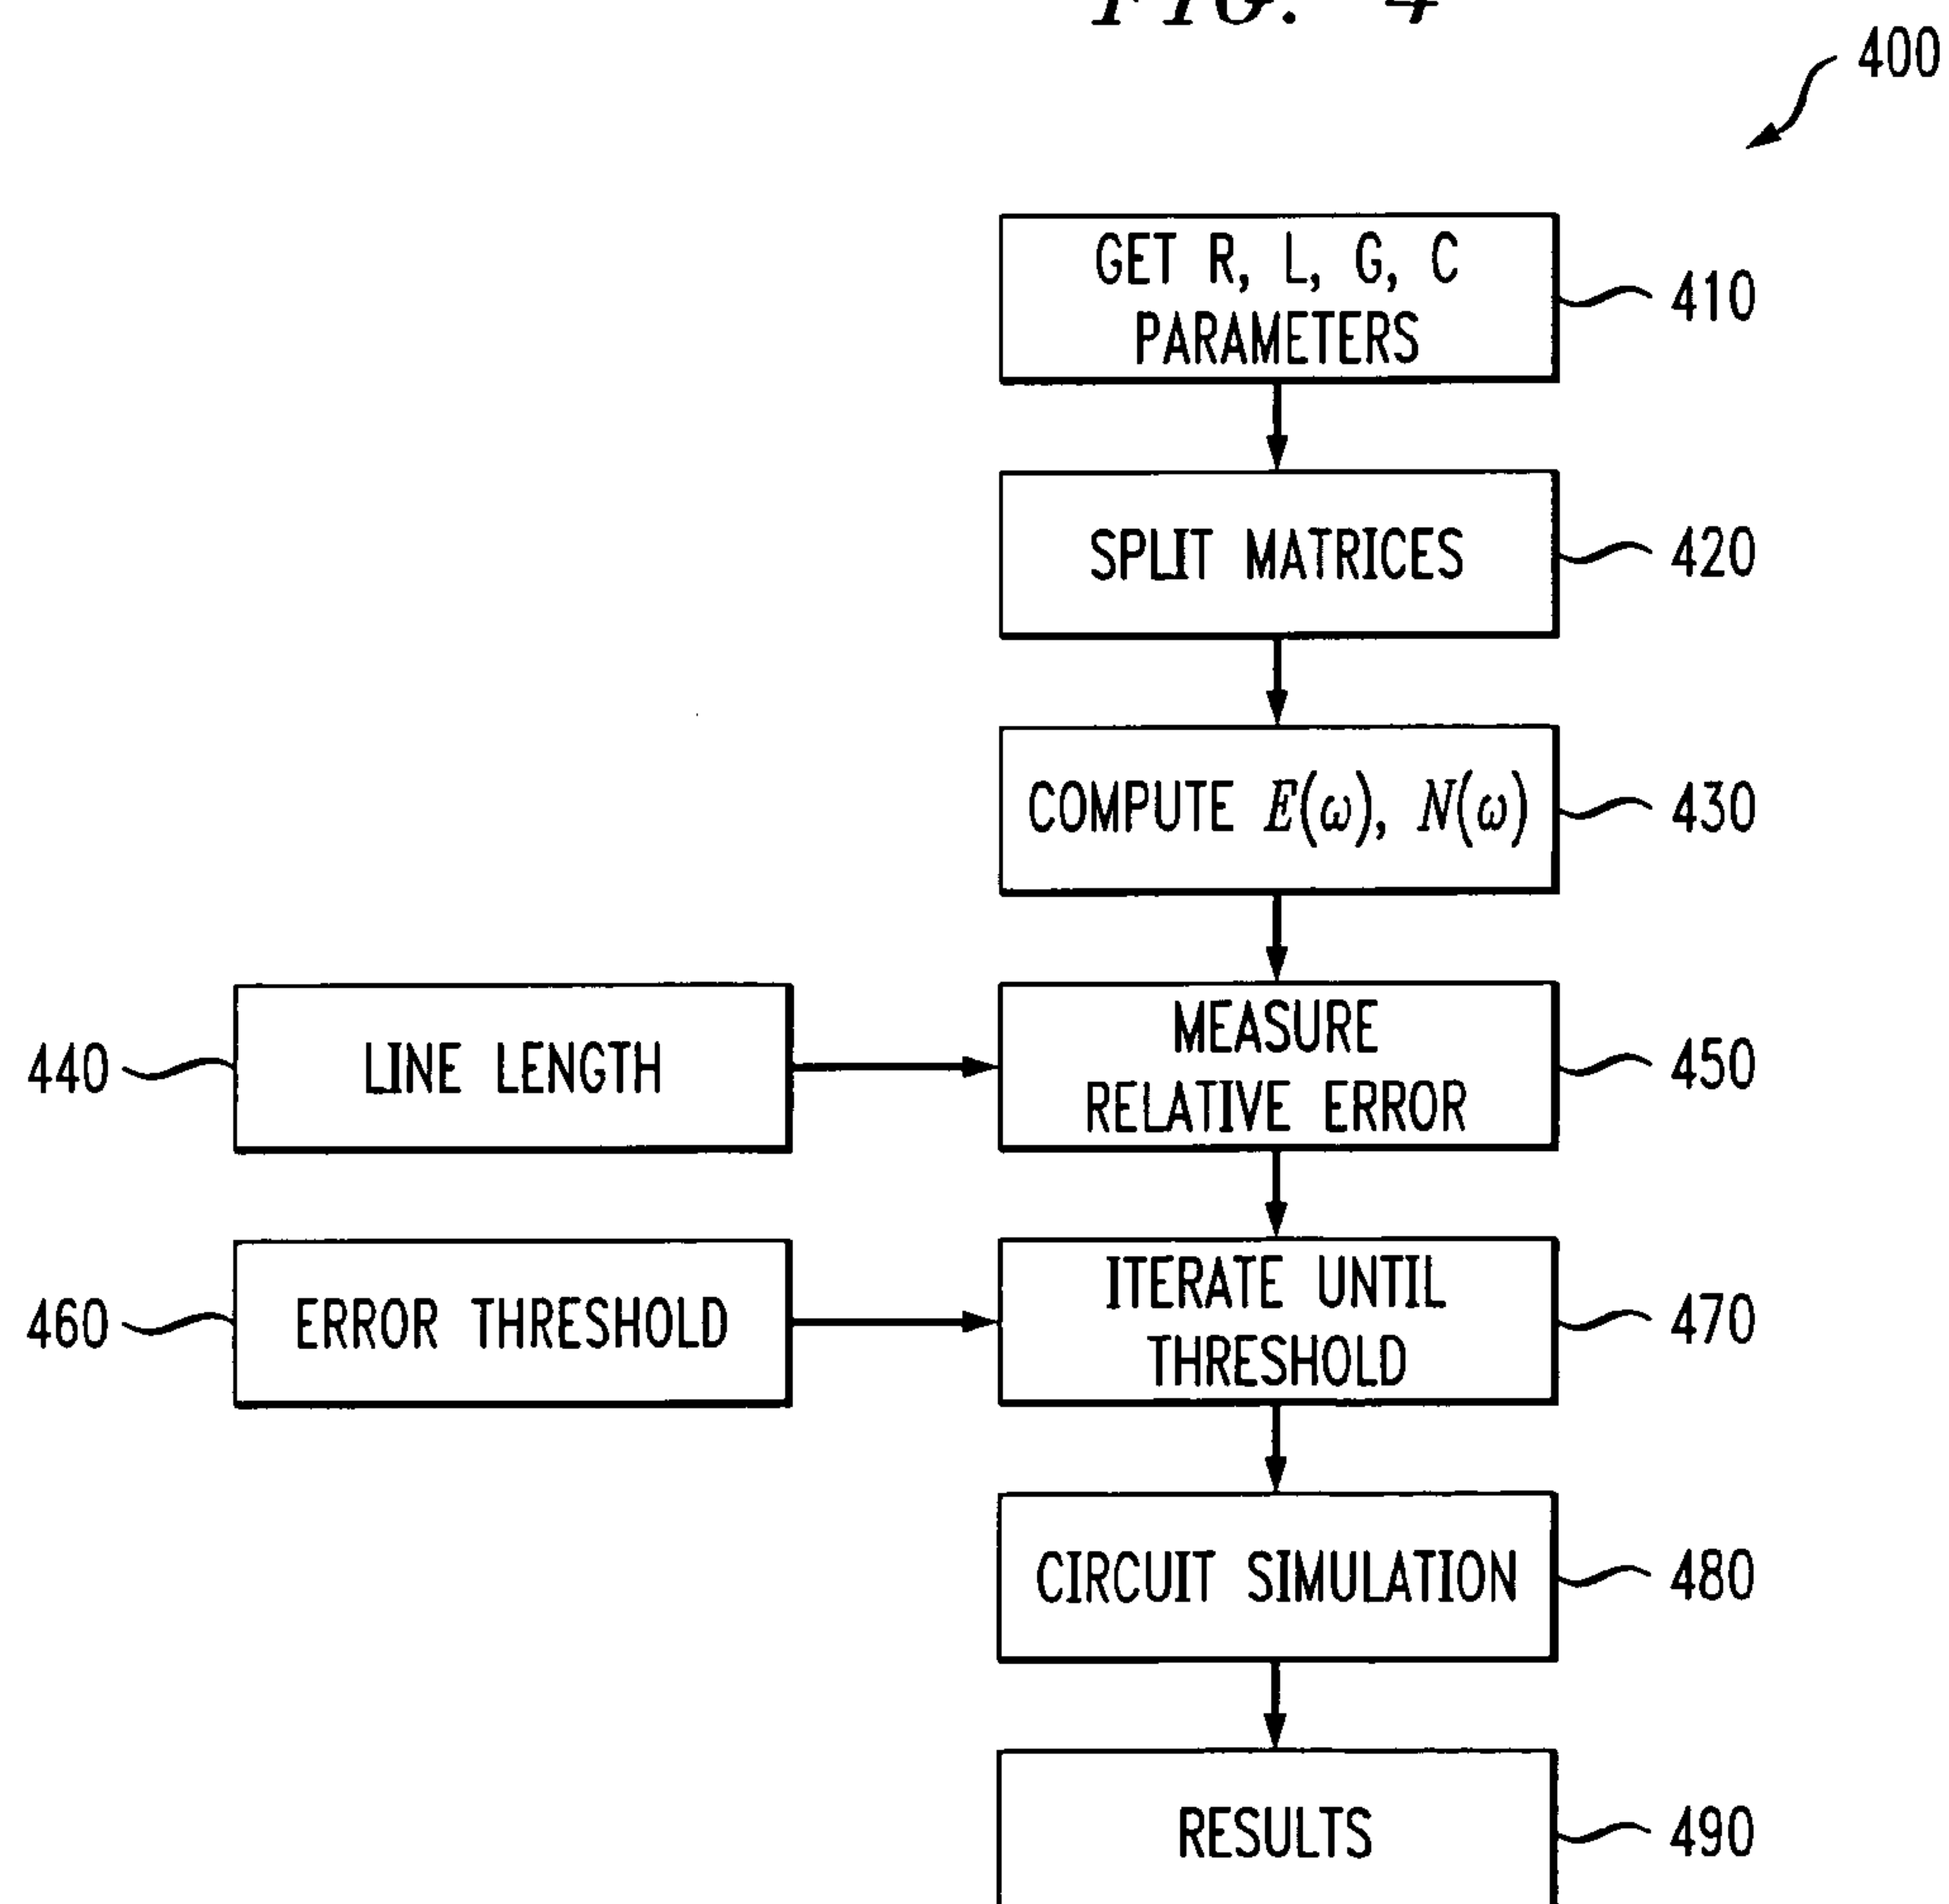 FIG. 4
400
GET R, L, G, C
PARAMETERS
410
SPLIT MATRICES
420
COMPUTE E(ω), N(ω)
430
440
LINE LENGTH
MEASURE
RELATIVE ERROR
450
460
ERROR THRESHOLD
ITERATE UNTIL
THRESHOLD
470
CIRCUIT SIMULATION
480
RESULTS
490